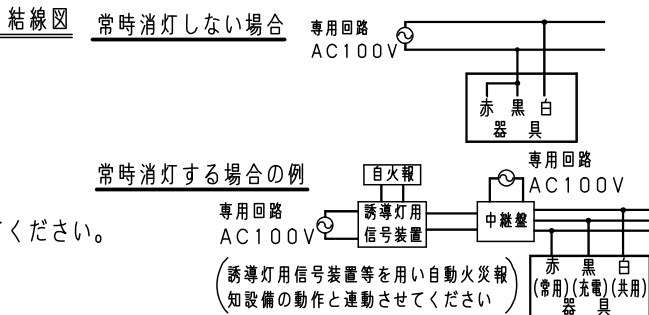 結線図
常時消灯しない場合
専用回路
AC100V
赤 黒 白
器 具
常時消灯する場合の例
自火報
専用回路
AC100V
専用回路
AC100V
誘導灯用
信号装置
中継盤
てください。
誘導灯用信号装置等を用い自動火災報
知設備の動作と連動させてください
赤 黒 白
(常用)(充電)(共用)
器 具